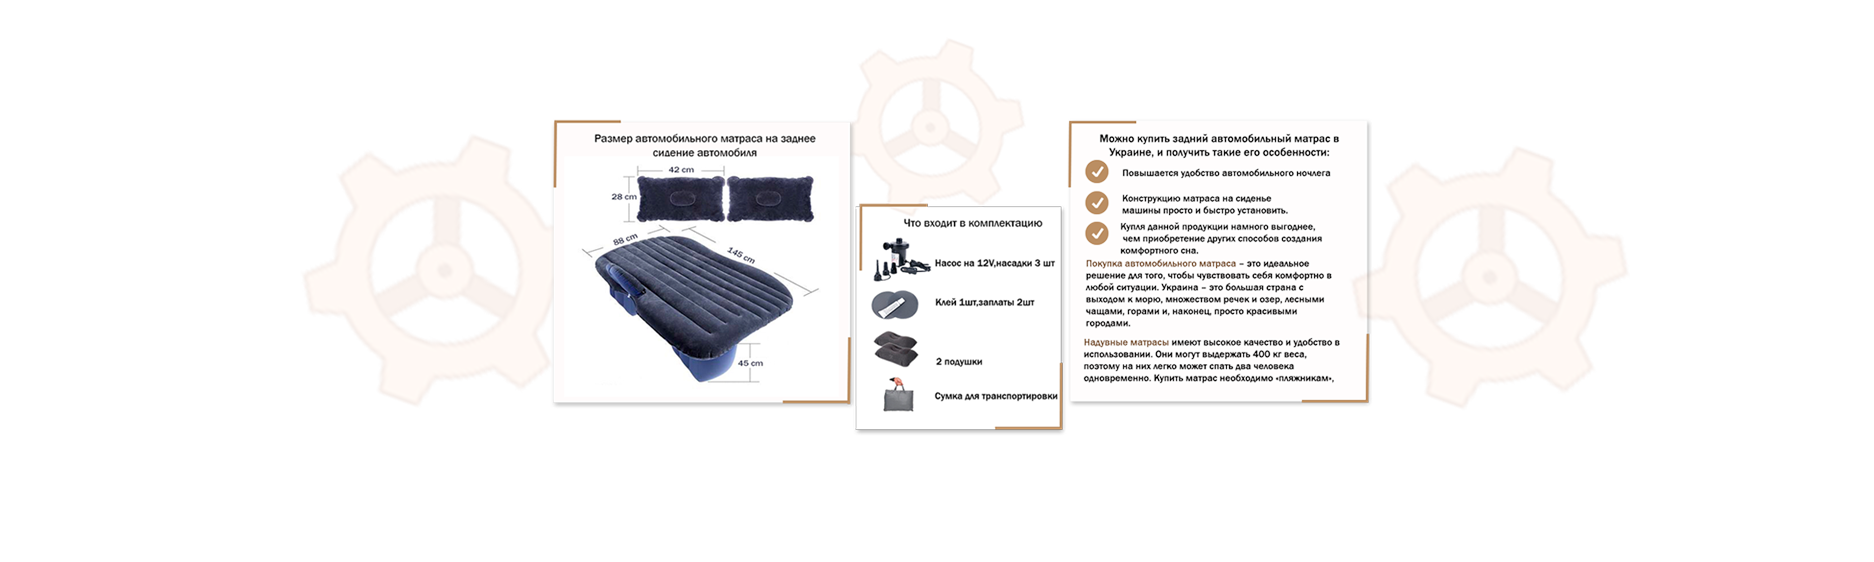 Размер автомобильного матраса на заднее
сидение автомобиля
42 cm
28 cm
88 cm
145 cm
45 cm
Что входит в комплектацию
Насос на 12V,насадки 3 шт
Клей 1шт,заплаты 2шт
2 подушки
Сумка для транспортировки
Можно купить задний автомобильный матрас в
Украине, и получить такие его особенности:
Повышается удобство автомобильного ночлега
Конструкцию матраса на сиденье
машины просто и быстро установить.
Купля данной продукции намного выгоднее,
чем приобретение других способов создания
комфортного сна.
Покупка автомобильного матраса – это идеальное
решение для того, чтобы чувствовать себя комфортно в
любой ситуации. Украина – это большая страна с
выходом к морю, множеством речек и озер, лесными
чащами, горами и, наконец, просто красивыми
городами.
Надувные матрасы имеют высокое качество и удобство в
использовании. Они могут выдержать 400 кг веса,
поэтому на них легко может спать два человека
одновременно. Купить матрас необходимо «пляжникам»,